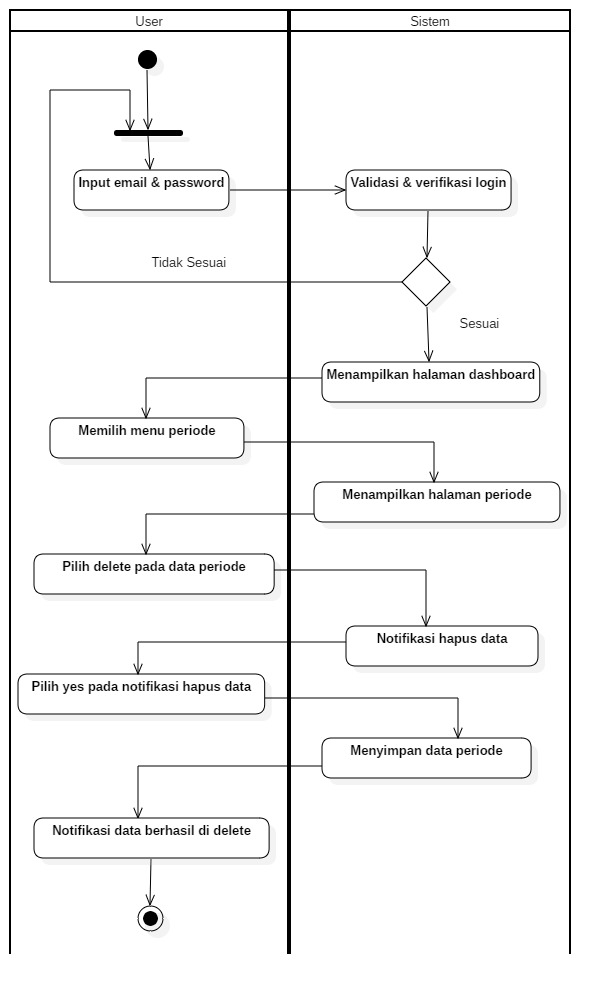 User
Sistem
Input email & password
Validasi & verifikasi login
Tidak Sesuai
Sesuai
Menampilkan halaman dashboard
Memilih menu periode
Menampilkan halaman periode
Pilih delete pada data periode
Notifikasi hapus data
Pilih yes pada notifikasi hapus data
Menyimpan data periode
Notifikasi data berhasil di delete